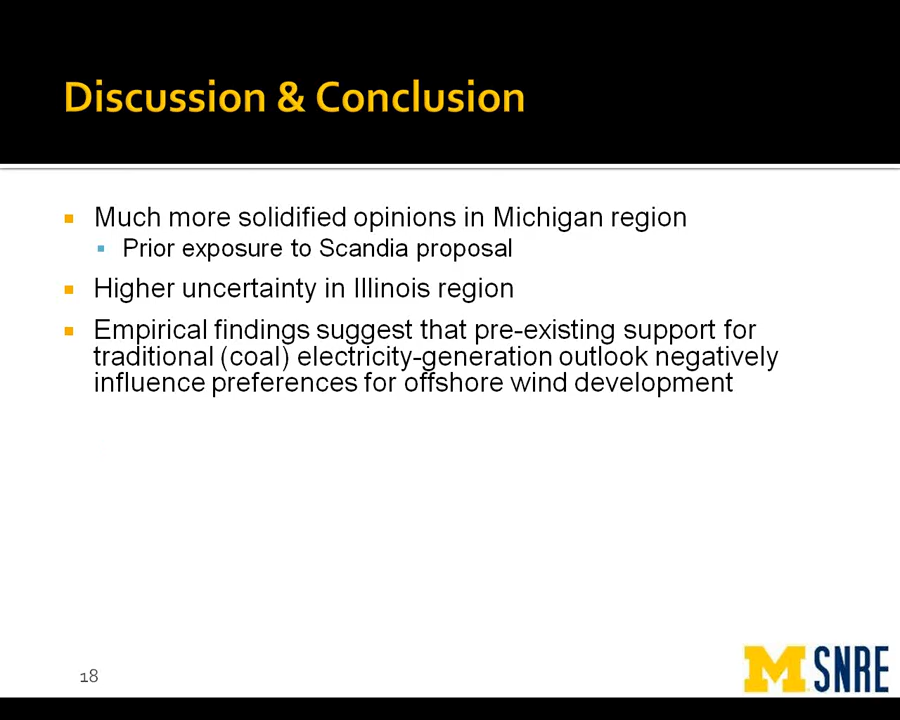 Discussion & Conclusion
Much more solidified opinions in Michigan region
Prior exposure to Scandia proposal
Higher uncertainty in Illinois region
Empirical findings suggest that pre-existing support for
traditional (coal) electricity-generation outlook negatively
influence preferences for offshore wind development
18
M SNRE